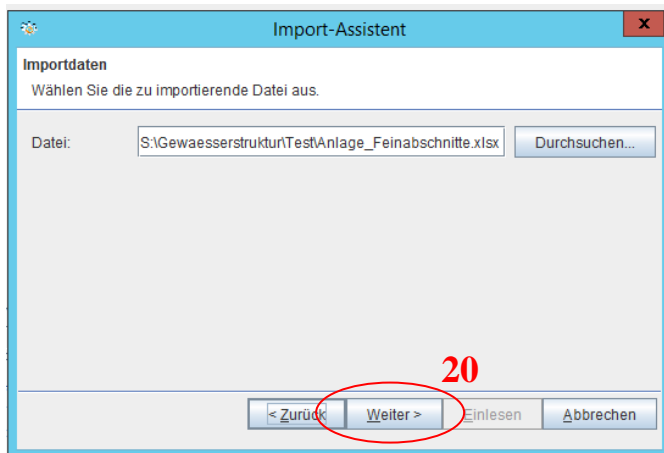 Import-Assistent
x
Importdaten
Wählen Sie die zu importierende Datei aus.
Datei: S:\Gewaesserstruktur\Test\Anlage_Feinabschnitte.xlsx Durchsuchen...
20
< Zurück Weiter > Einlesen Abbrechen